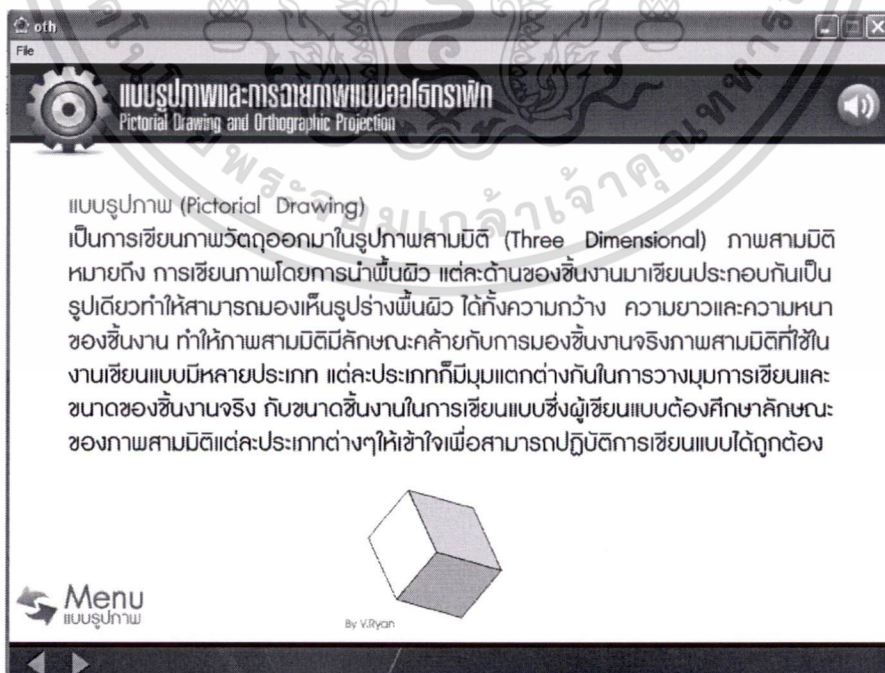 oth
File
แบบรูปภาพและการฉายภาพแบบออโธกราฟิก
Pictorial Drawing and Orthographic Projection
แบบรูปภาพ (Pictorial Drawing)
เป็นการเขียนภาพวัตถุออกมาในรูปภาพสามมิติ (Three Dimensional) ภาพสามมิติ
หมายถึง การเขียนภาพโดยการนำพื้นผิว แต่ละด้านของชิ้นงานมาเขียนประกอบกันเป็น
รูปเดียวทำให้สามารถมองเห็นรูปร่างพื้นผิว ได้ทั้งความกว้าง ความยาวและความหนา
ของชิ้นงาน ทำให้ภาพสามมิติมีลักษณะคล้ายกับการมองชิ้นงานจริงภาพสามมิติที่ใช้ใน
งานเขียนแบบมีหลายประเภท แต่ละประเภทก็มีมุมแตกต่างกันในการวางมุมการเขียนและ
ขนาดของชิ้นงานจริง กับขนาดชิ้นงานในการเขียนแบบซึ่งผู้เขียนแบบต้องศึกษาลักษณะ
ของภาพสามมิติแต่ละประเภทต่างๆให้เข้าใจเพื่อสามารถปฏิบัติการเขียนแบบได้ถูกต้อง
By V.Ryan
Menu
แบบรูปภาพ